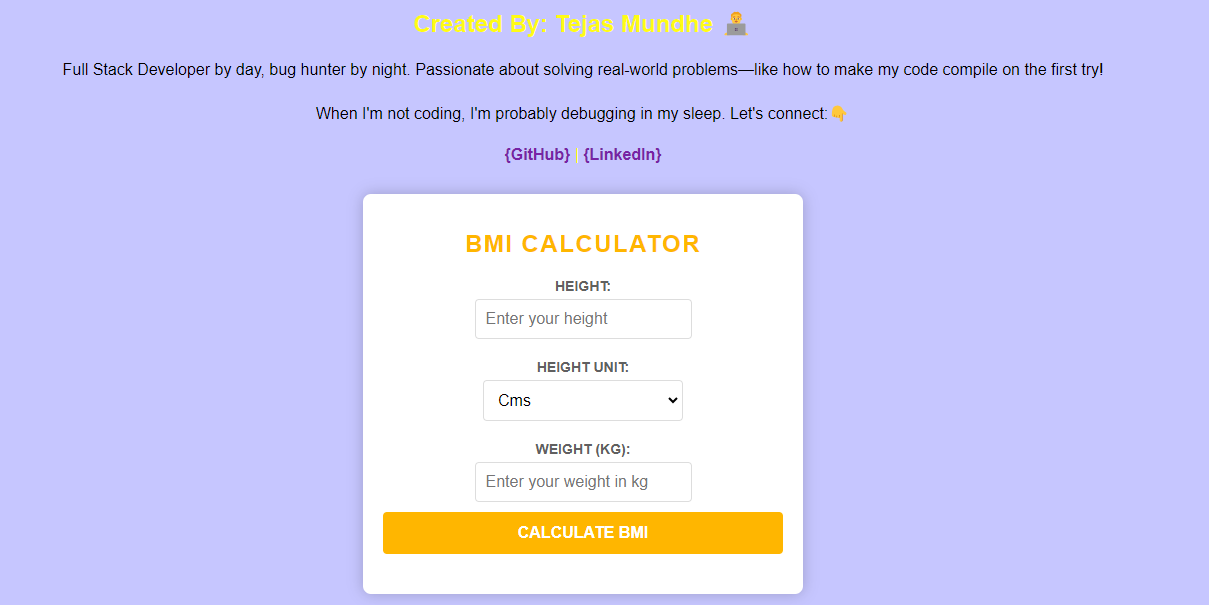 Created By: Tejas Mundhe 👨‍💻
Full Stack Developer by day, bug hunter by night. Passionate about solving real-world problems—like how to make my code compile on the first try!
When I'm not coding, I'm probably debugging in my sleep. Let's connect:👇
{GitHub} | {LinkedIn}
BMI CALCULATOR
HEIGHT:
Enter your height
HEIGHT UNIT:
Cms
WEIGHT (KG):
Enter your weight in kg
CALCULATE BMI